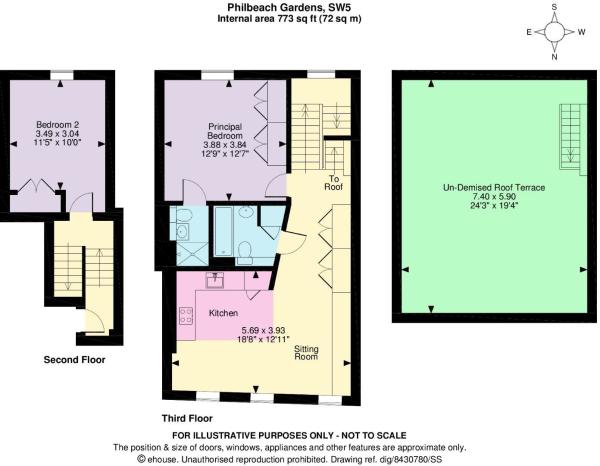 Philbeach Gardens, SW5
Internal area 773 sq ft (72 sq m)
S
E
W
N
Bedroom 2
3.49 x 3.04
11'5" x 10'0"
Second Floor
Principal
Bedroom
3.88 x 3.84
12'9" x 12'7"
To
Roof
Kitchen
5.69 x 3.93
18'8" x 12'11"
Sitting
Room
Third Floor
Un-Demised Roof Terrace
7.40 x 5.90
24'3" x 19'4"
FOR ILLUSTRATIVE PURPOSES ONLY - NOT TO SCALE
The position & size of doors, windows, appliances and other features are approximate only.
© ehouse. Unauthorised reproduction prohibited. Drawing ref. dig/8430780/SS